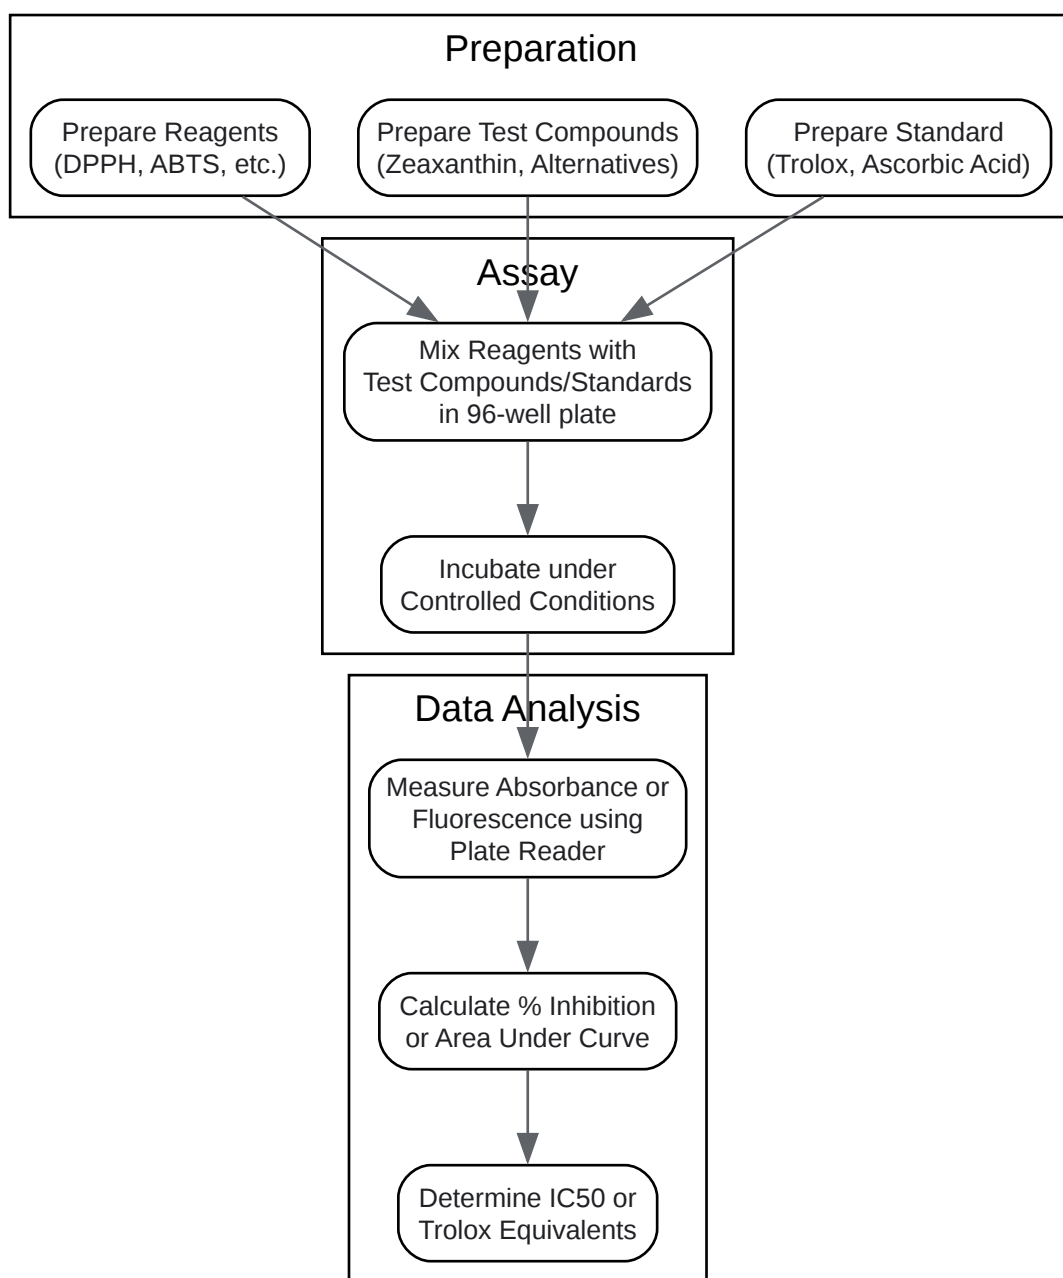 Preparation
Prepare Reagents
(DPPH, ABTS, etc.)
Prepare Test Compounds
(Zeaxanthin, Alternatives)
Prepare Standard
(Trolox, Ascorbic Acid)
Assay
Mix Reagents with
Test Compounds/Standards
in 96-well plate
Incubate under
Controlled Conditions
Data Analysis
Measure Absorbance or
Fluorescence using
Plate Reader
Calculate % Inhibition
or Area Under Curve
Determine IC50 or
Trolox Equivalents